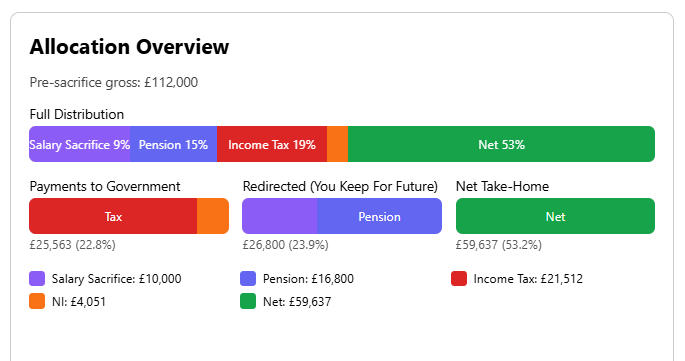 Allocation Overview
Pre-sacrifice gross: £112,000
Full Distribution
Salary Sacrifice 9% Pension 15% Income Tax 19% Net 53%
Payments to Government Redirected (You Keep For Future) Net Take-Home
Tax Pension Net
£25,563 (22.8%) £26,800 (23.9%) £59,637 (53.2%)
Salary Sacrifice: £10,000 Pension: £16,800 Income Tax: £21,512
NI: £4,051 Net: £59,637